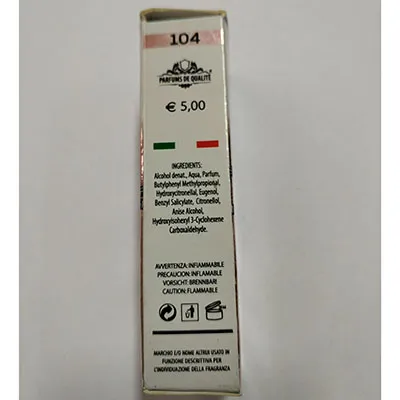 104
PARFUMS DE QUALITÉ
€ 5,00
INGREDIENTS:
Alcohol denat., Aqua, Parfum,
Butylphenyl Methylpropional,
Hydroxycitronellal, Eugenol,
Benzyl Salicylate, Citronellol,
Anise Alcohol,
Hydroxyisohexyl 3-Cyclohexene
Carboxaldehyde.
AVVERTENZA: INFIAMMABILE
PRECAUCION: INFLAMABLE
VORSICHT: BRENNBARI
CAUTION: FLAMMABLE
MARCHIO E/O NOME ALTRUI USATO IN
FUNZIONE DESCRITTIVA PER
L'INDIVIDUAZIONE DELLA FRAGRANZA